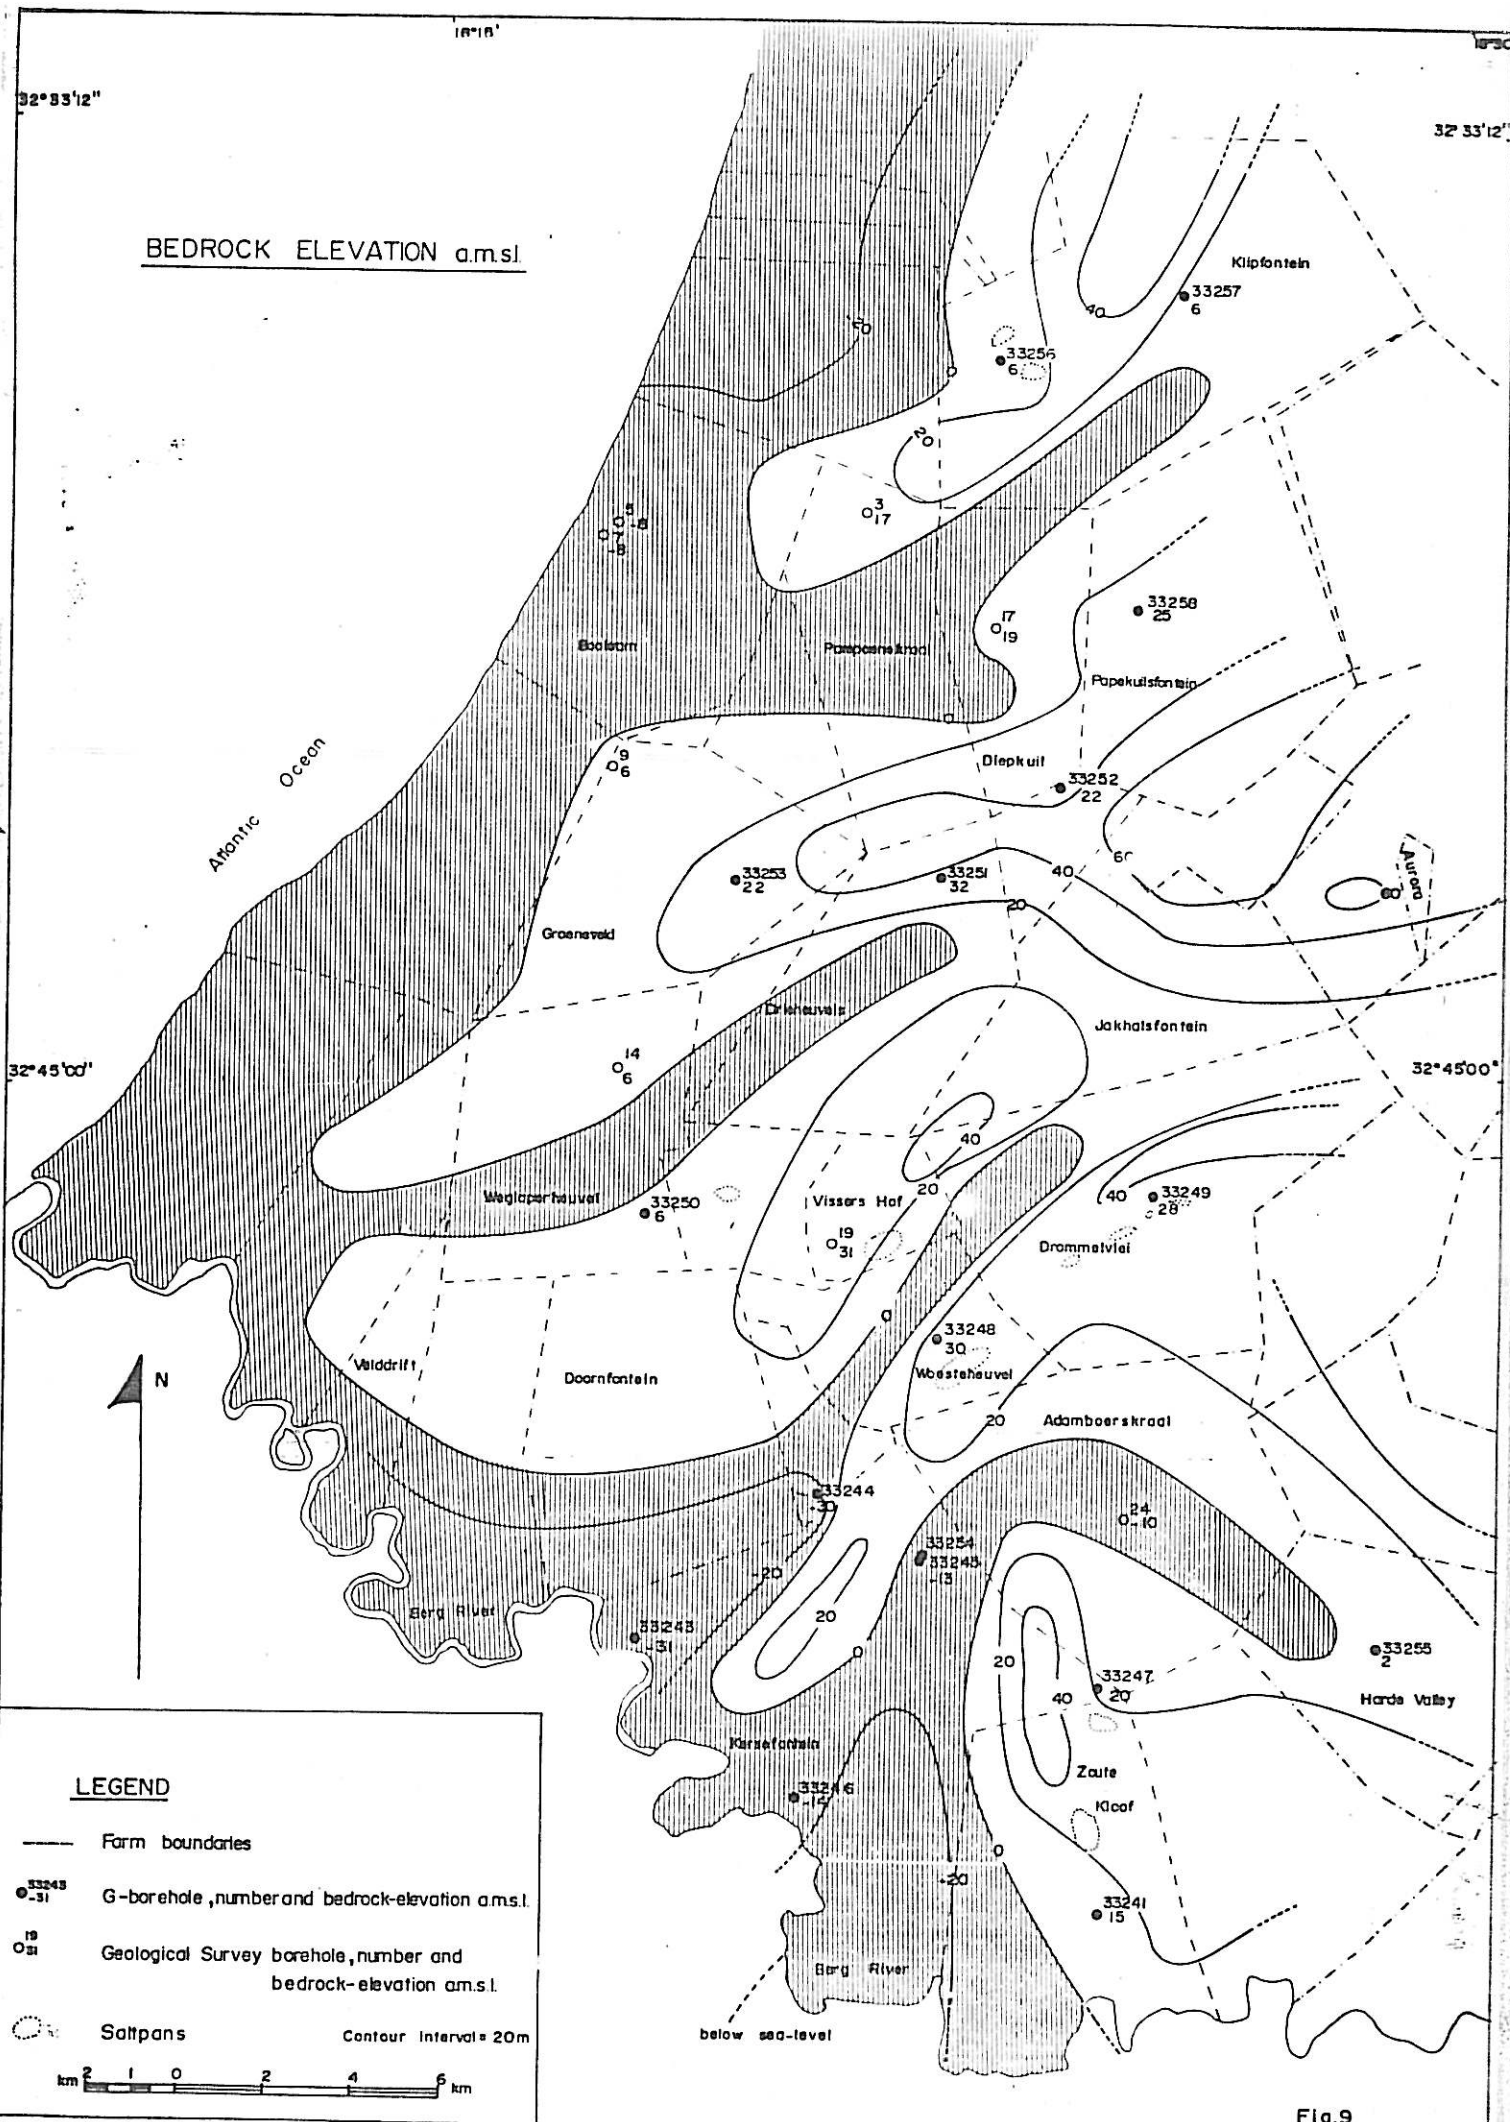 18°15'
32°33'12"
32°33'12"
BEDROCK ELEVATION a.m.s.l.
Klipfontein
33257
6
-20
40
33256
6
0
20
3
17
5
-8
7
-8
33258
25
17
19
Papakuilsfontein
0
9
6
Diepkuil
33252
22
Atlantic Ocean
60
33253
22
33251
32
40
Aurora
20
Groeneveld
Drieheuvels
Jakhalsfontein
14
6
32°45'00"
32°45'00"
40
20
40
33249
28
33250
6
Vissers Hof
19
31
Drommelvlei
0
33248
30
N
Velddrift
Doornfontein
Woesteheuvel
20
Adamboerskraal
33244
-30
24
-10
33254
33245
-13
-20
Berg River
20
33243
-31
0
20
33255
2
33247
20
40
Harde Valley
Kersefontein
Zoute
Kloof
33246
-14
0
-20
33241
15
Berg River
below sea-level
LEGEND
Farm boundaries
33243
-31
G-borehole, number and bedrock-elevation a.m.s.l.
19
31
Geological Survey borehole, number and
bedrock-elevation a.m.s.l.
Saltpans
Contour Interval = 20m
km 2 1 0 2 4 6 km
Fig. 9